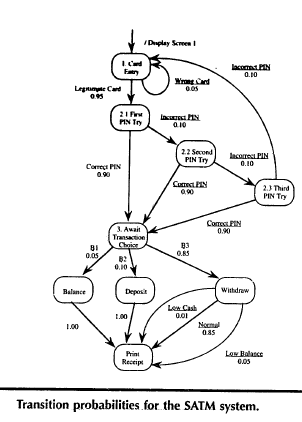 / Display Screen 1
1. Card
Entry
Incorrect PIN
0.10
Wrong Card
0.05
Legitimate Card
0.95
2.1 First
PIN Try
Incorrect PIN
0.10
2.2 Second
PIN Try
Incorrect PIN
0.10
2.3 Third
PIN Try
Correct PIN
0.90
Correct PIN
0.90
Correct PIN
0.90
3. Await
Transaction
Choice
B1
0.05
B2
0.10
B3
0.85
Balance
Deposit
Withdraw
1.00
1.00
Low Cash
0.01
Normal
0.85
Low Balance
0.05
Print
Receipt
Transition probabilities for the SATM system.